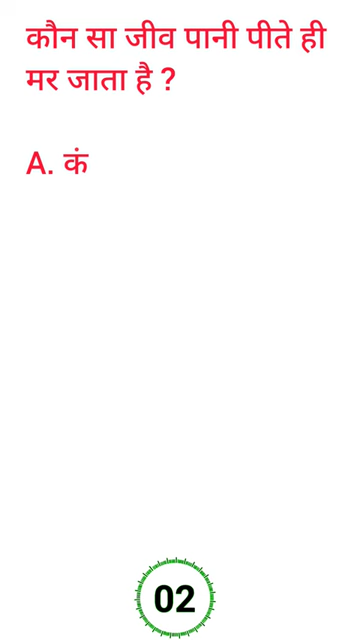 कौन सा जीव पानी पीते ही
मर जाता है ?
A. कं
02